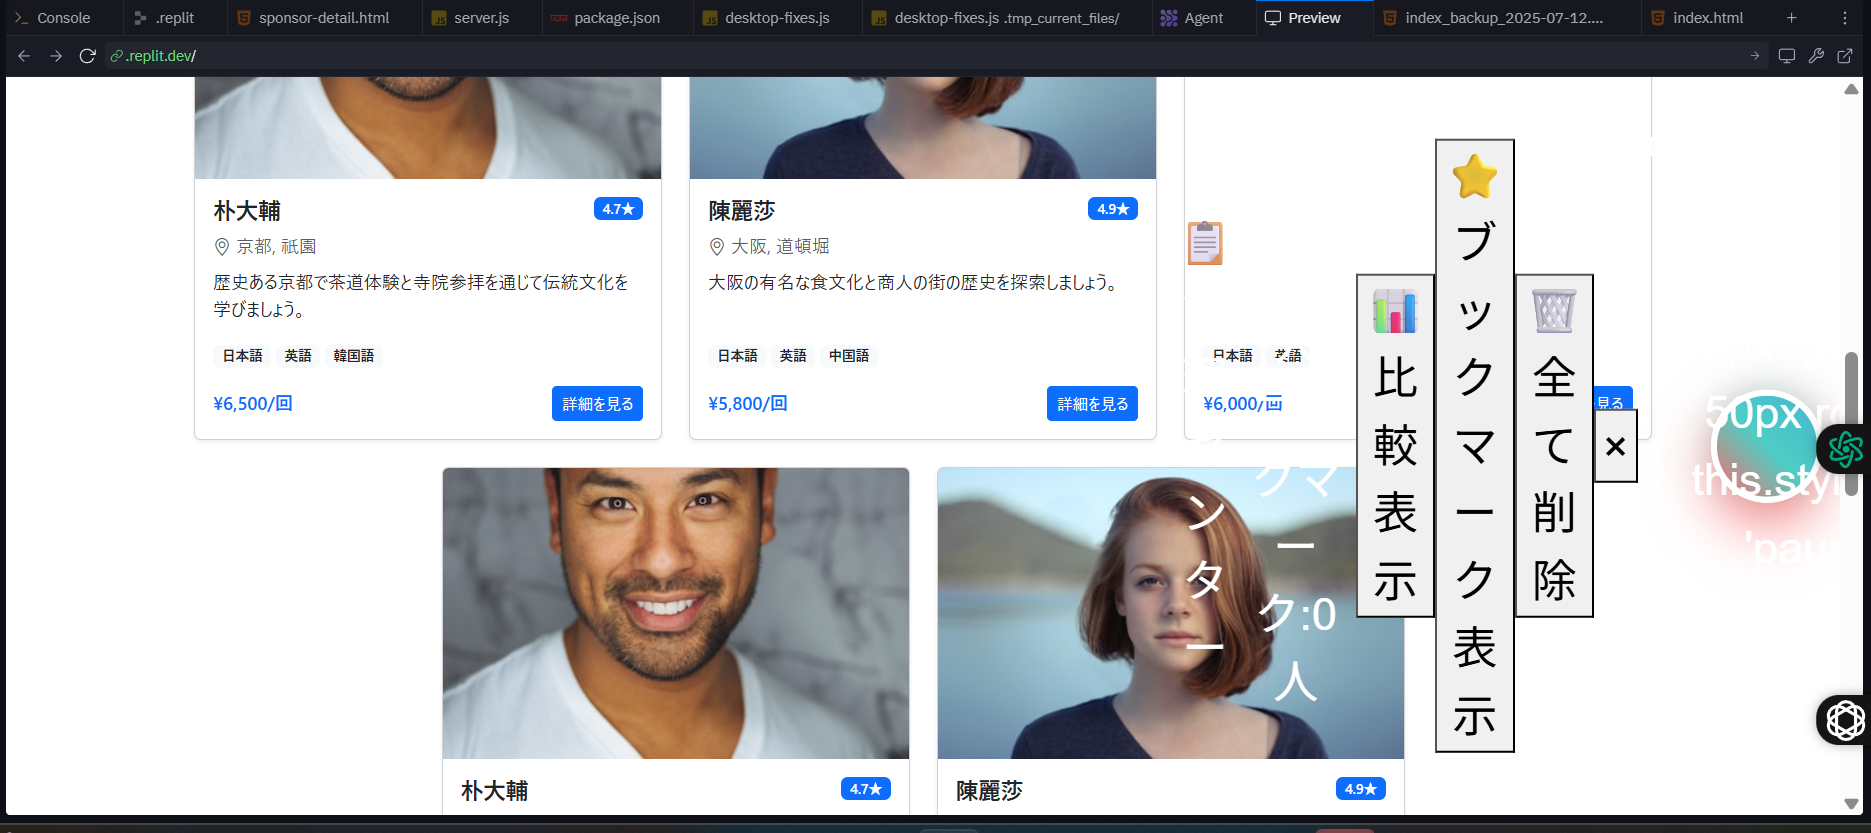 Console
.replit
sponsor-detail.html
server.js
package.json
desktop-fixes.js
desktop-fixes.js .tmp_current_files/
Agent
Preview
index_backup_2025-07-12....
index.html
.replit.dev/
朴大輔
4.7★
京都, 祇園
歴史ある京都で茶道体験と寺院参拝を通じて伝統文化を
学びましょう。
日本語 英語 韓国語
¥6,500/回
詳細を見る
陳麗莎
4.9★
大阪, 道頓堀
大阪の有名な食文化と商人の街の歴史を探索しましょう。
日本語 英語 中国語
¥5,800/回
詳細を見る
日本語 英語
¥6,000/回
見る
ンター
クマーク:0人
比較表示
ブックマーク表示
全て削除
×
50px
this.styl
'paus
朴大輔
4.7★
陳麗莎
4.9★